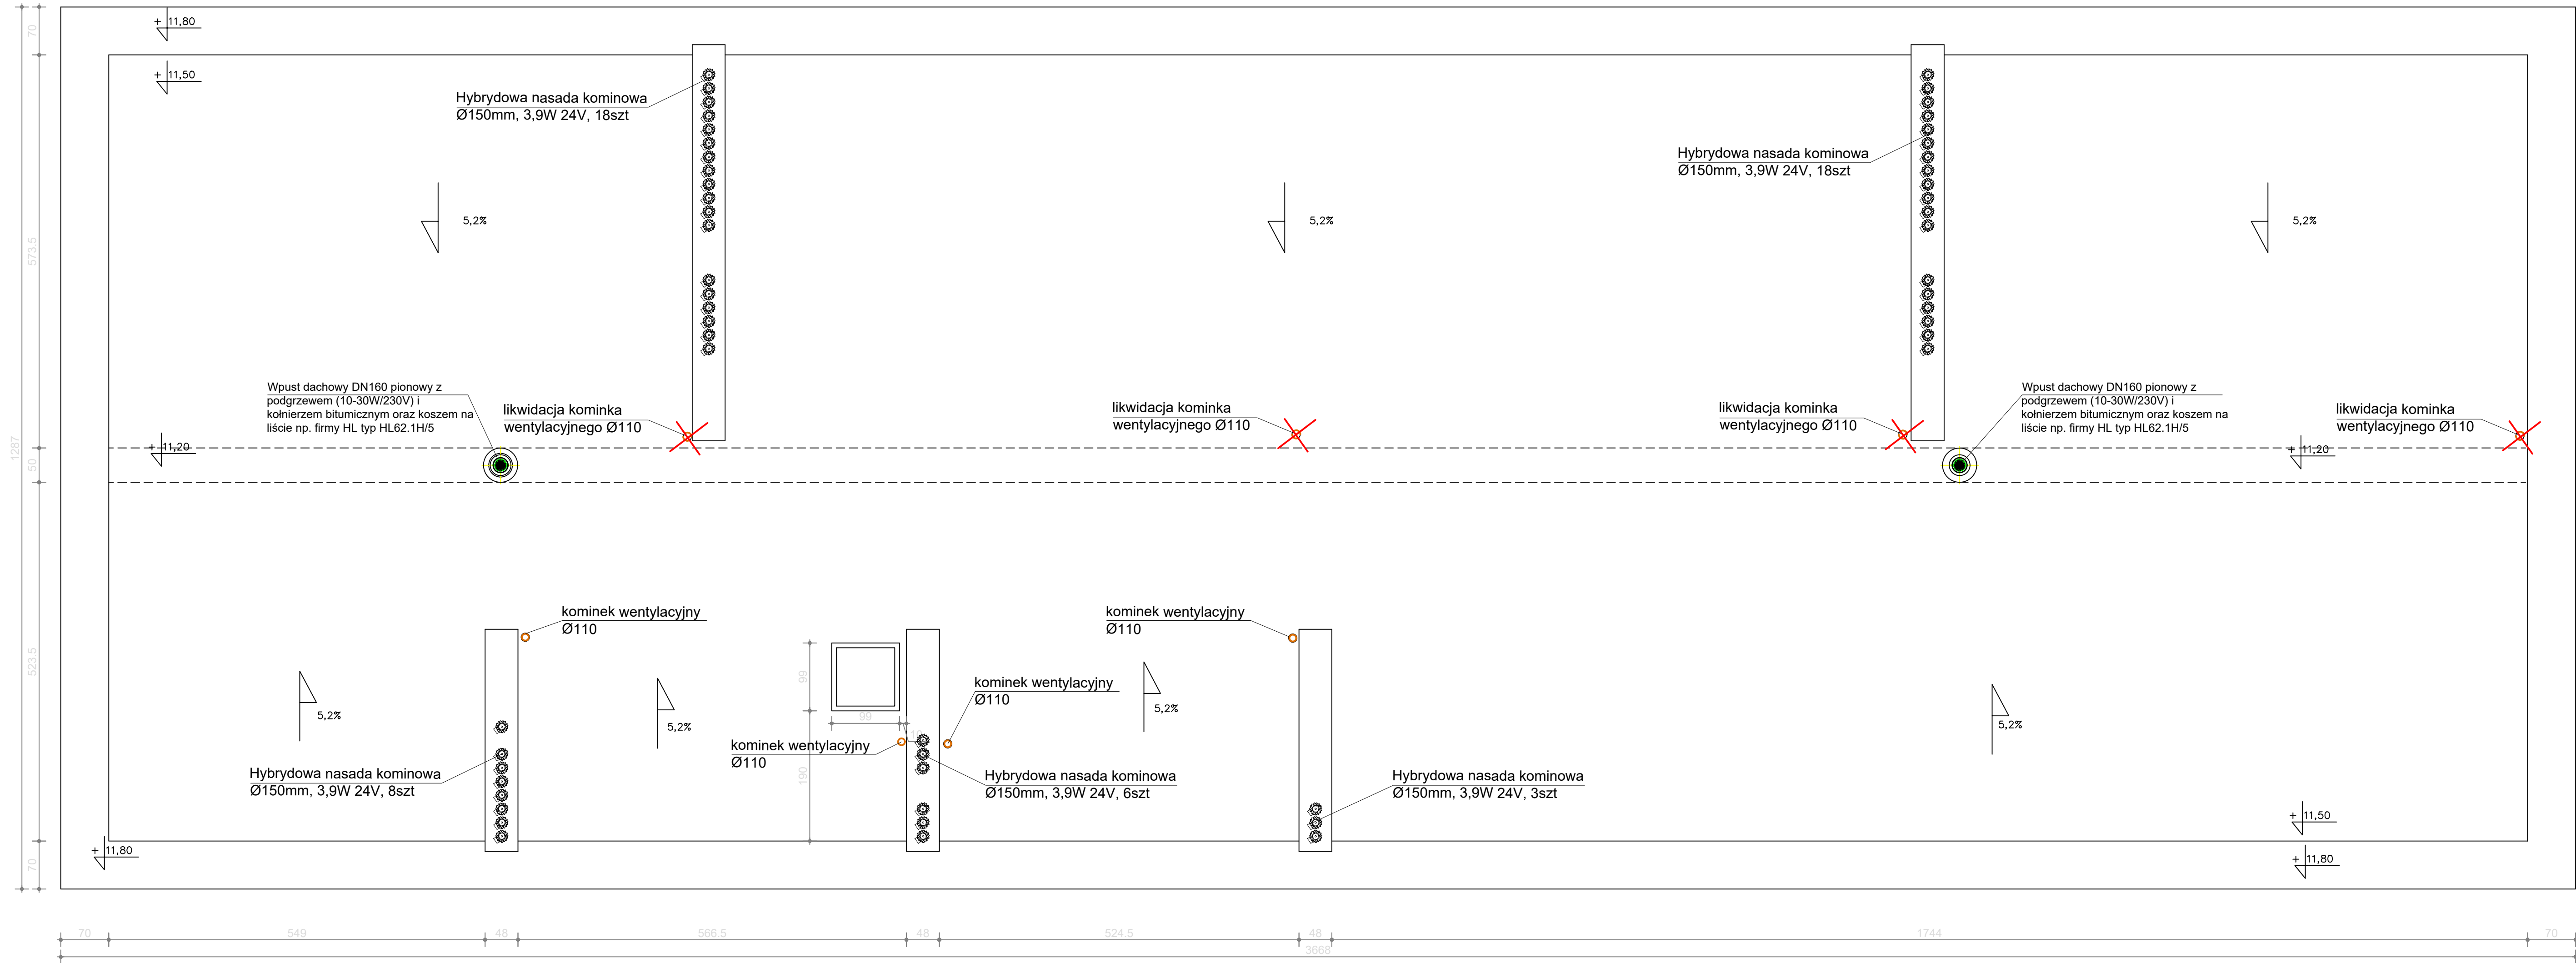 + 11,80
70
+ 11,50
Hybrydowa nasada kominowa
Ø150mm, 3,9W 24V, 18szt
Hybrydowa nasada kominowa
Ø150mm, 3,9W 24V, 18szt
5,2%
5,2%
5,2%
573.5
Wpust dachowy DN160 pionowy z
podgrzewem (10-30W/230V) i
kołnierzem bitumicznym oraz koszem na
liście np. firmy HL typ HL62.1H/5
likwidacja kominka
wentylacyjnego Ø110
likwidacja kominka
wentylacyjnego Ø110
likwidacja kominka
wentylacyjnego Ø110
Wpust dachowy DN160 pionowy z
podgrzewem (10-30W/230V) i
kołnierzem bitumicznym oraz koszem na
liście np. firmy HL typ HL62.1H/5
likwidacja kominka
wentylacyjnego Ø110
1287
+ 11,20
+ 11,20
50
kominek wentylacyjny
Ø110
kominek wentylacyjny
Ø110
523.5
99
kominek wentylacyjny
Ø110
5,2%
5,2%
99
5,2%
5,2%
kominek wentylacyjny
Ø110
Hybrydowa nasada kominowa
Ø150mm, 3,9W 24V, 8szt
190
Hybrydowa nasada kominowa
Ø150mm, 3,9W 24V, 6szt
Hybrydowa nasada kominowa
Ø150mm, 3,9W 24V, 3szt
+ 11,50
+ 11,80
+ 11,80
70
70
549
48
566.5
48
524.5
48
1744
70
3668